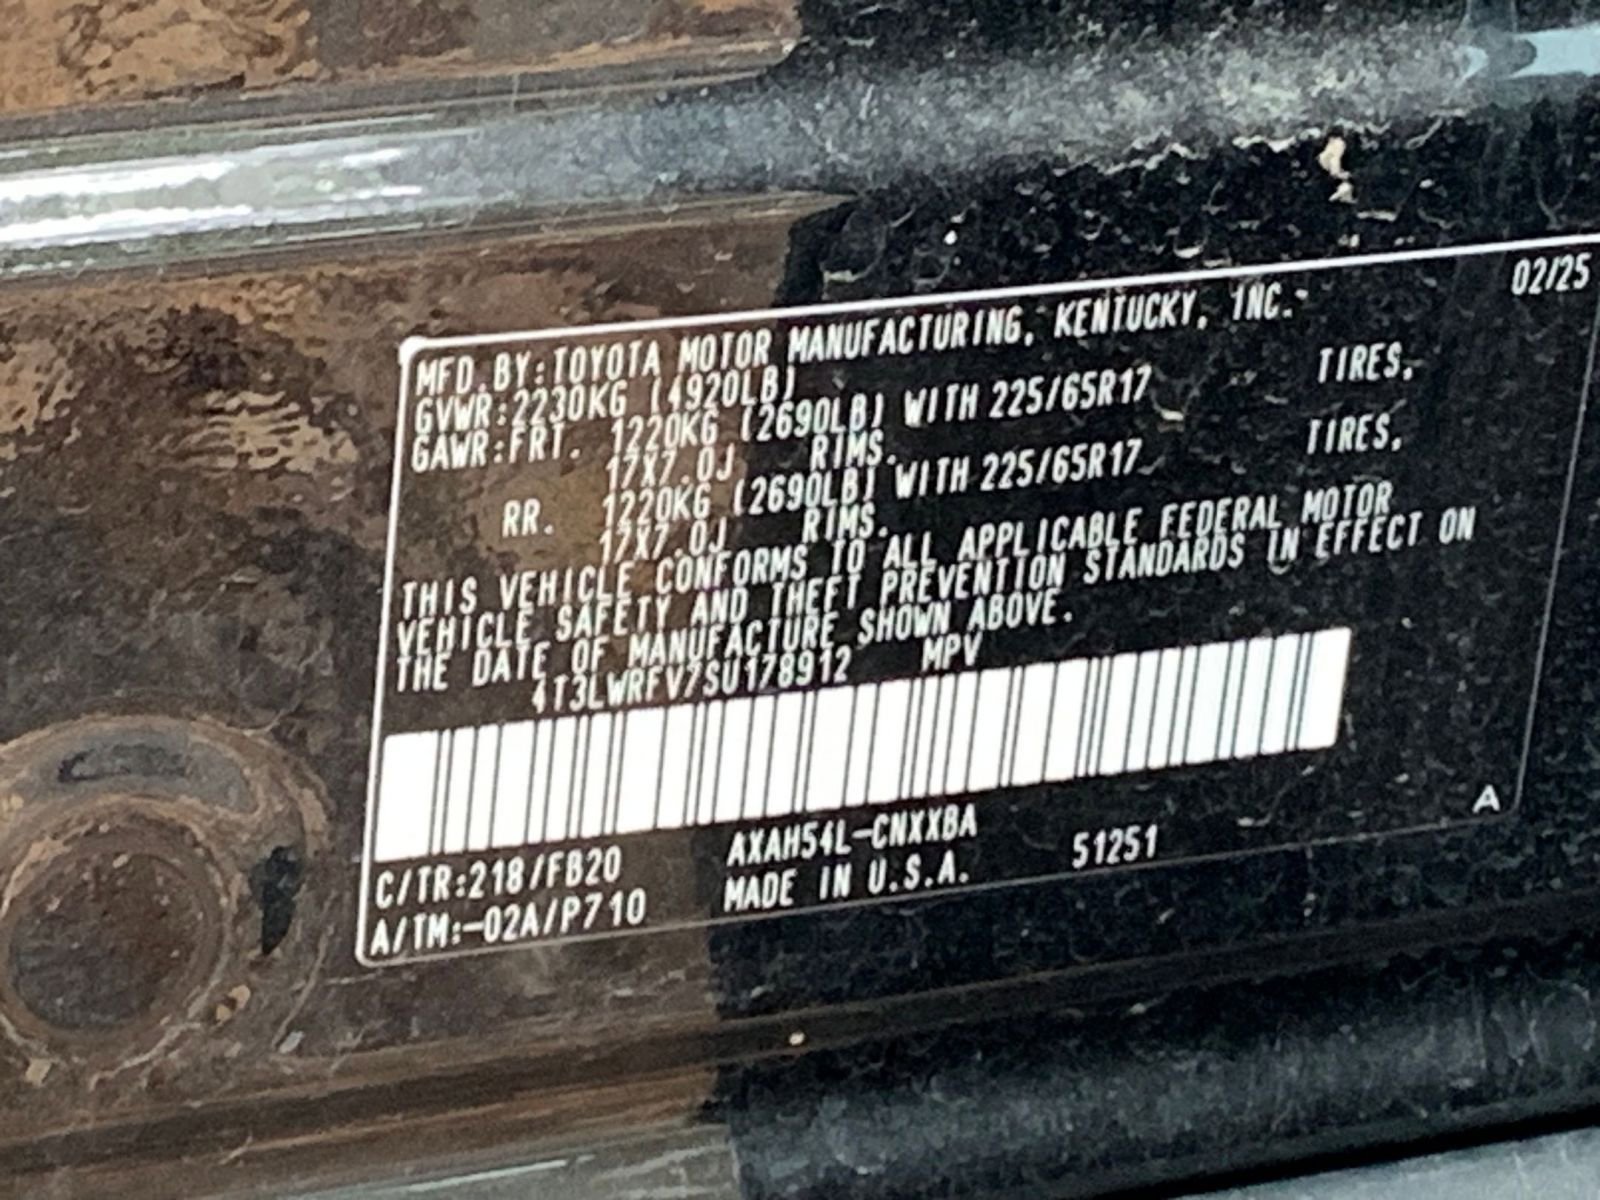 02/25
MFD.BY:TOYOTA MOTOR MANUFACTURING, KENTUCKY, INC.
GVWR:2230KG (4920LB)
GAWR:FRT. 1220KG (2690LB) WITH 225/65R17 TIRES,
17X7.0J RIMS.
RR. 1220KG (2690LB) WITH 225/65R17 TIRES,
17X7.0J RIMS.
THIS VEHICLE CONFORMS TO ALL APPLICABLE FEDERAL MOTOR
VEHICLE SAFETY AND THEFT PREVENTION STANDARDS IN EFFECT ON
THE DATE OF MANUFACTURE SHOWN ABOVE.
4T3LWRFV7SU178912 MPV
A
AXAH54L-CNXXBA
C/TR:218/FB20 MADE IN U.S.A. 51251
A/TM:-02A/P710